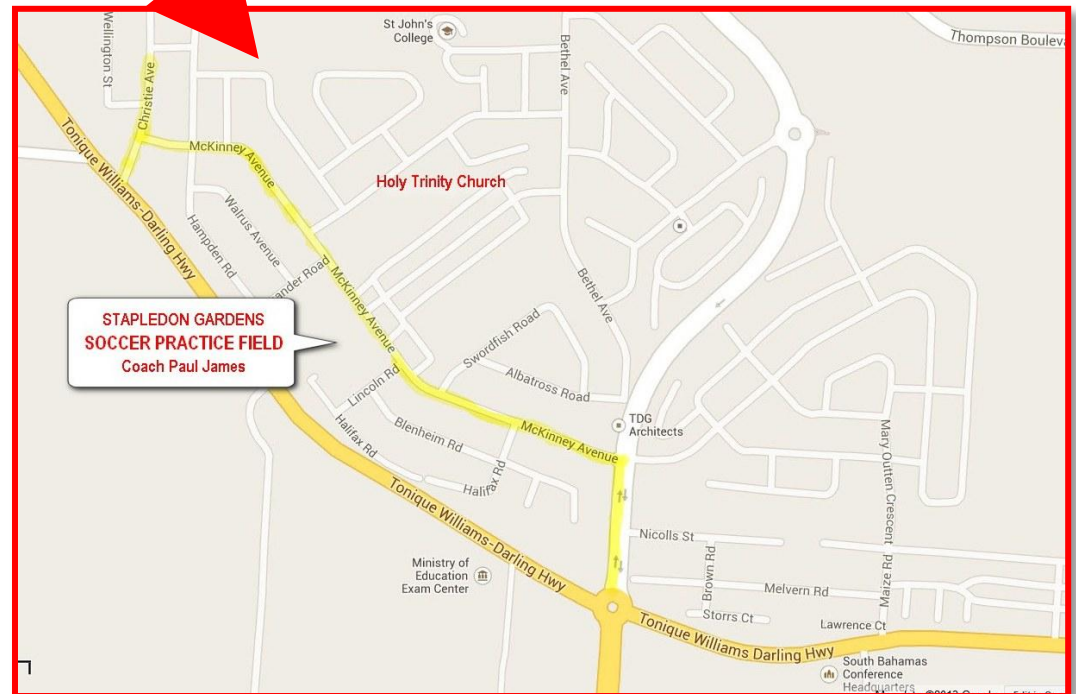 Wellington St
Christie Ave
St John's
College
Bethel Ave
Thompson Boulev
McKinney Avenue
Holy Trinity Church
Tonique Williams-Darling Hwy
Walrus Avenue
Hampden Rd
ander Road
McKinney Avenue
Bethel Ave
STAPLEDON GARDENS
SOCCER PRACTICE FIELD
Coach Paul James
Swordfish Road
Albatross Road
Lincoln Rd
Halifax Rd
Blenheim Rd
McKinney Avenue
TDG
Architects
Mary Outten Crescent
Halifax Rd
Halifax
Tonique Williams-Darling Hwy
Nicolls St
Brown Rd
Ministry of
Education
Exam Center
Melvern Rd
Maize Rd
Storrs Ct
Lawrence Ct
Tonique Williams Darling Hwy
South Bahamas
Conference
Headquarters